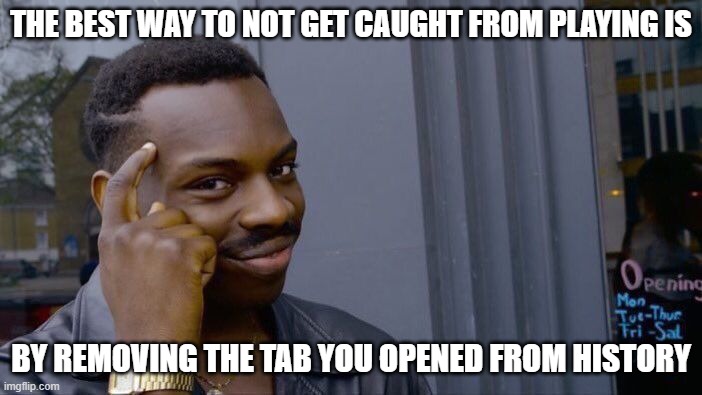 THE BEST WAY TO NOT GET CAUGHT FROM PLAYING IS
Opening
Mon
Tue-Thur
Fri-Sat
BY REMOVING THE TAB YOU OPENED FROM HISTORY
imgflip.com